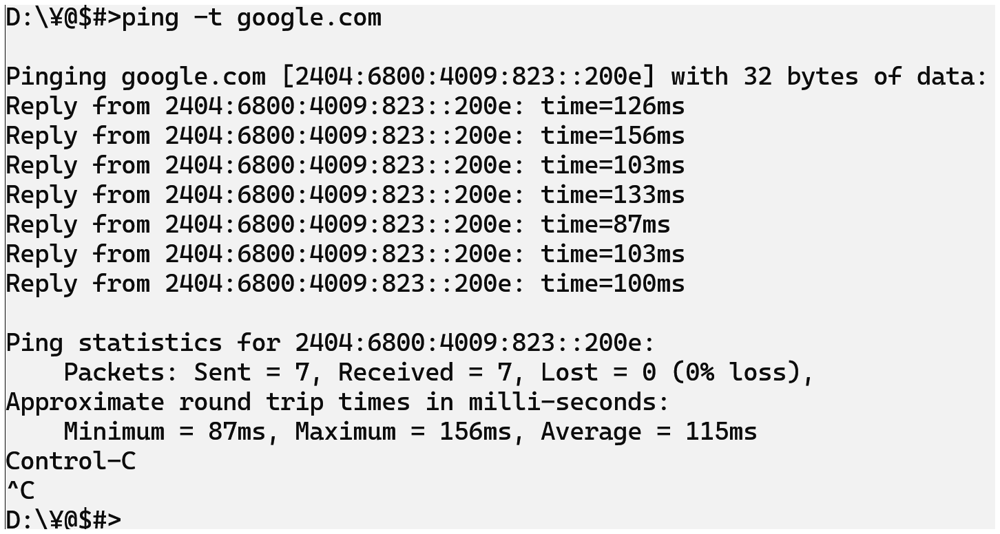 D:\¥@$#>ping -t google.com
Pinging google.com [2404:6800:4009:823::200e] with 32 bytes of data:
Reply from 2404:6800:4009:823::200e: time=126ms
Reply from 2404:6800:4009:823::200e: time=156ms
Reply from 2404:6800:4009:823::200e: time=103ms
Reply from 2404:6800:4009:823::200e: time=133ms
Reply from 2404:6800:4009:823::200e: time=87ms
Reply from 2404:6800:4009:823::200e: time=103ms
Reply from 2404:6800:4009:823::200e: time=100ms
Ping statistics for 2404:6800:4009:823::200e:
    Packets: Sent = 7, Received = 7, Lost = 0 (0% loss),
Approximate round trip times in milli-seconds:
    Minimum = 87ms, Maximum = 156ms, Average = 115ms
Control-C
^C
D:\¥@$#>